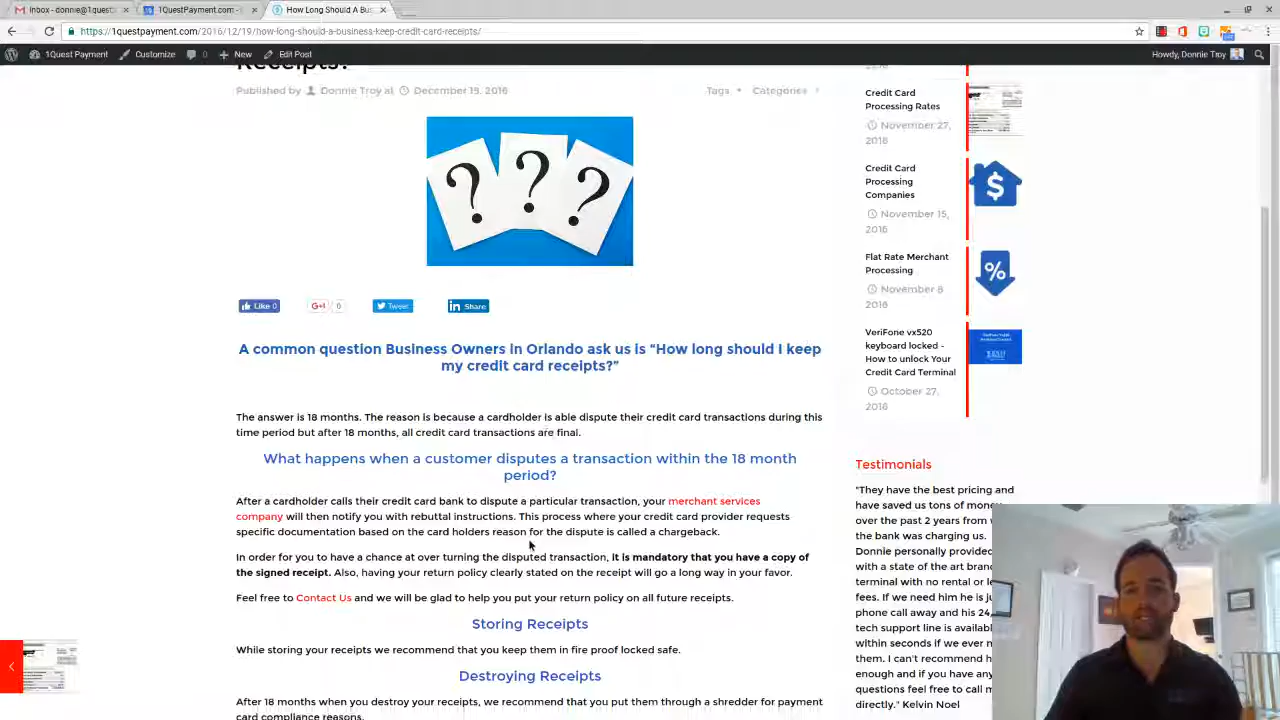 Inbox - donnie@1quest
1QuestPayment.com -
How Long Should A Bus
https://1questpayment.com/2016/12/19/how-long-should-a-business-keep-credit-card-receipts/
1Quest Payment
Customize
0
New
Edit Post
Howdy, Donnie Troy
Receipts?
Published by Donnie Troy at December 19, 2016
Tags
Categories
Like 0
G+1
6
Tweet
Share
A common question Business Owners in Orlando ask us is “How long should I keep
my credit card receipts?”
The answer is 18 months. The reason is because a cardholder is able dispute their credit card transactions during this
time period but after 18 months, all credit card transactions are final.
What happens when a customer disputes a transaction within the 18 month
period?
After a cardholder calls their credit card bank to dispute a particular transaction, your merchant services
company will then notify you with rebuttal instructions. This process where your credit card provider requests
specific documentation based on the card holders reason for the dispute is called a chargeback.
In order for you to have a chance at over turning the disputed transaction, it is mandatory that you have a copy of
the signed receipt. Also, having your return policy clearly stated on the receipt will go a long way in your favor.
Feel free to Contact Us and we will be glad to help you put your return policy on all future receipts.
Storing Receipts
While storing your receipts we recommend that you keep them in fire proof locked safe.
Destroying Receipts
After 18 months when you destroy your receipts, we recommend that you put them through a shredder for payment
card compliance reasons.
2016
Credit Card
Processing Rates
November 27,
2016
Credit Card
Processing
Companies
November 15,
2016
Flat Rate Merchant
Processing
November 8,
2016
VeriFone vx520
keyboard locked -
How to unlock Your
Credit Card Terminal
October 27,
2016
Testimonials
"They have the best pricing and
have saved us tons of money
over the past 2 years from
the bank was charging us.
Donnie personally provided
with a state of the art
terminal with no rental or
fees. If we need him he is
phone call away and his 24
tech support line is available
within seconds if we ever
them. I can't recommend
enough and if you have any
questions feel free to call
directly." Kelvin Noel